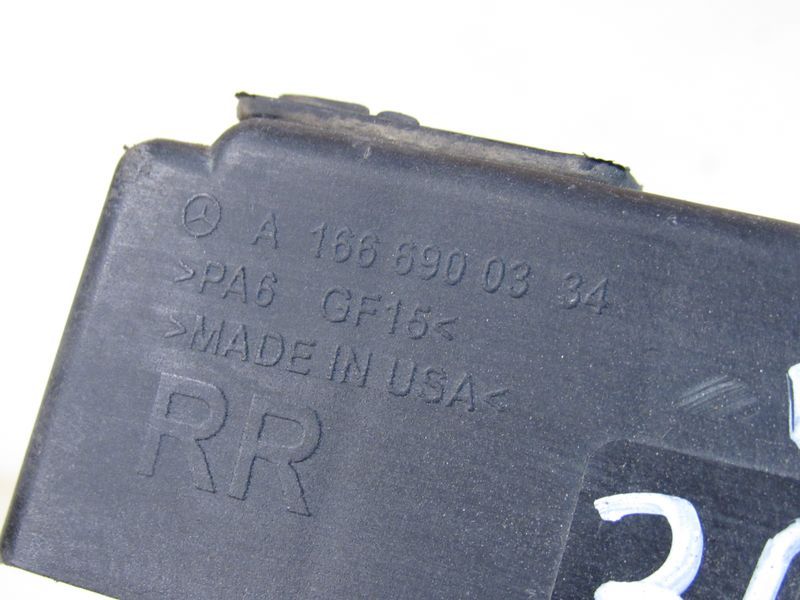 A 166 690 03 34
>PA6 GF15<
>MADE IN USA<
RR